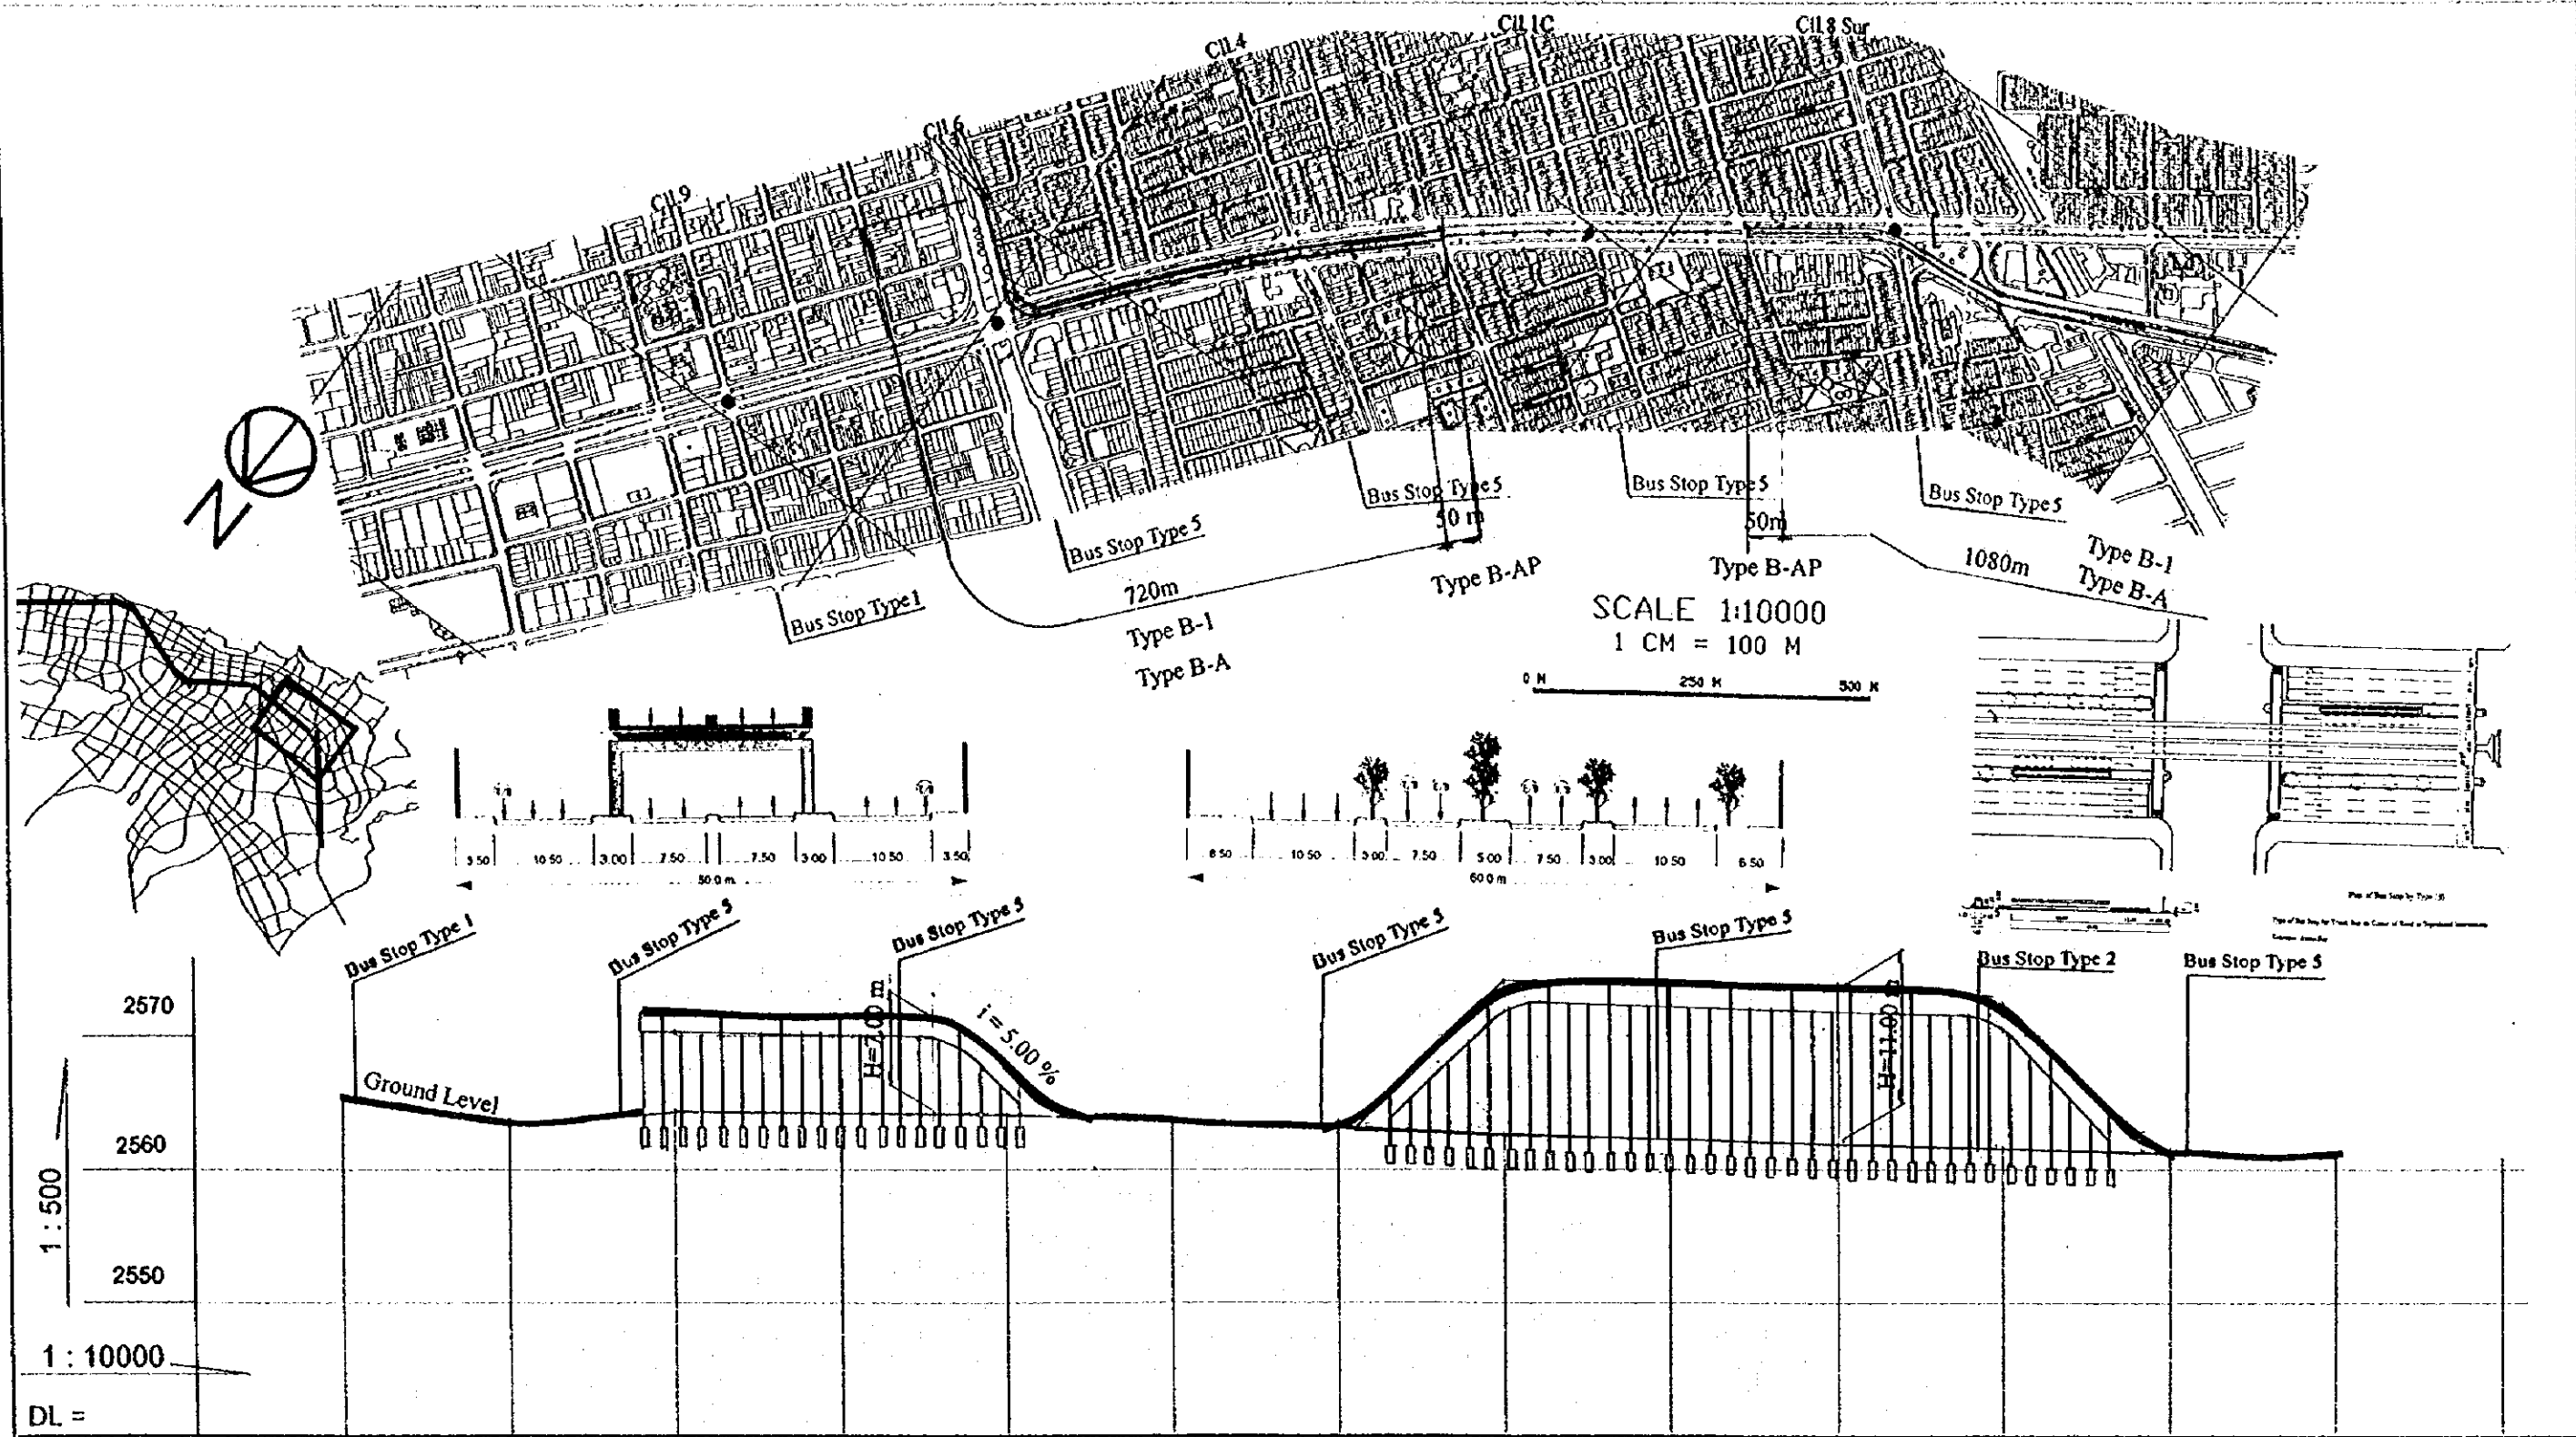 Cll.9
Cll.6
Cll.4
Cll.1C
Cll.8 Sur
N
Bus Stop Type 1
Bus Stop Type 5
Bus Stop Type 5
Bus Stop Type 5
Bus Stop Type 5
50 m
50m
720m
1080m
Type B-1
Type B-A
Type B-AP
Type B-AP
Type B-1
Type B-A
SCALE 1:10000
1 CM = 100 M
0 M 250 M 500 M
3.50 10.50 3.00 7.50 7.50 3.00 10.50 3.50
50.0 m
6.50 10.50 3.00 7.50 5.00 7.50 3.00 10.50 6.50
60.0 m
Bus Stop Type 1
Bus Stop Type 5
Bus Stop Type 5
Bus Stop Type 5
Bus Stop Type 5
Bus Stop Type 2
Bus Stop Type 5
2570
2560
2550
Ground Level
H=7.00 m
i = 5.00 %
H=11.00 m
1 : 500
1 : 10000
DL =